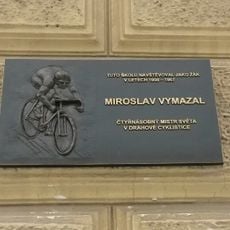 TUTO ŠKOLU NAVŠTĚVOVAL JAKO ŽÁK
V LETECH
MIROSLAV VYMAZAL
ČTYŘNÁSOBNÝ MISTR SVĚTA
V DRÁHOVÉ CYKLISTICE